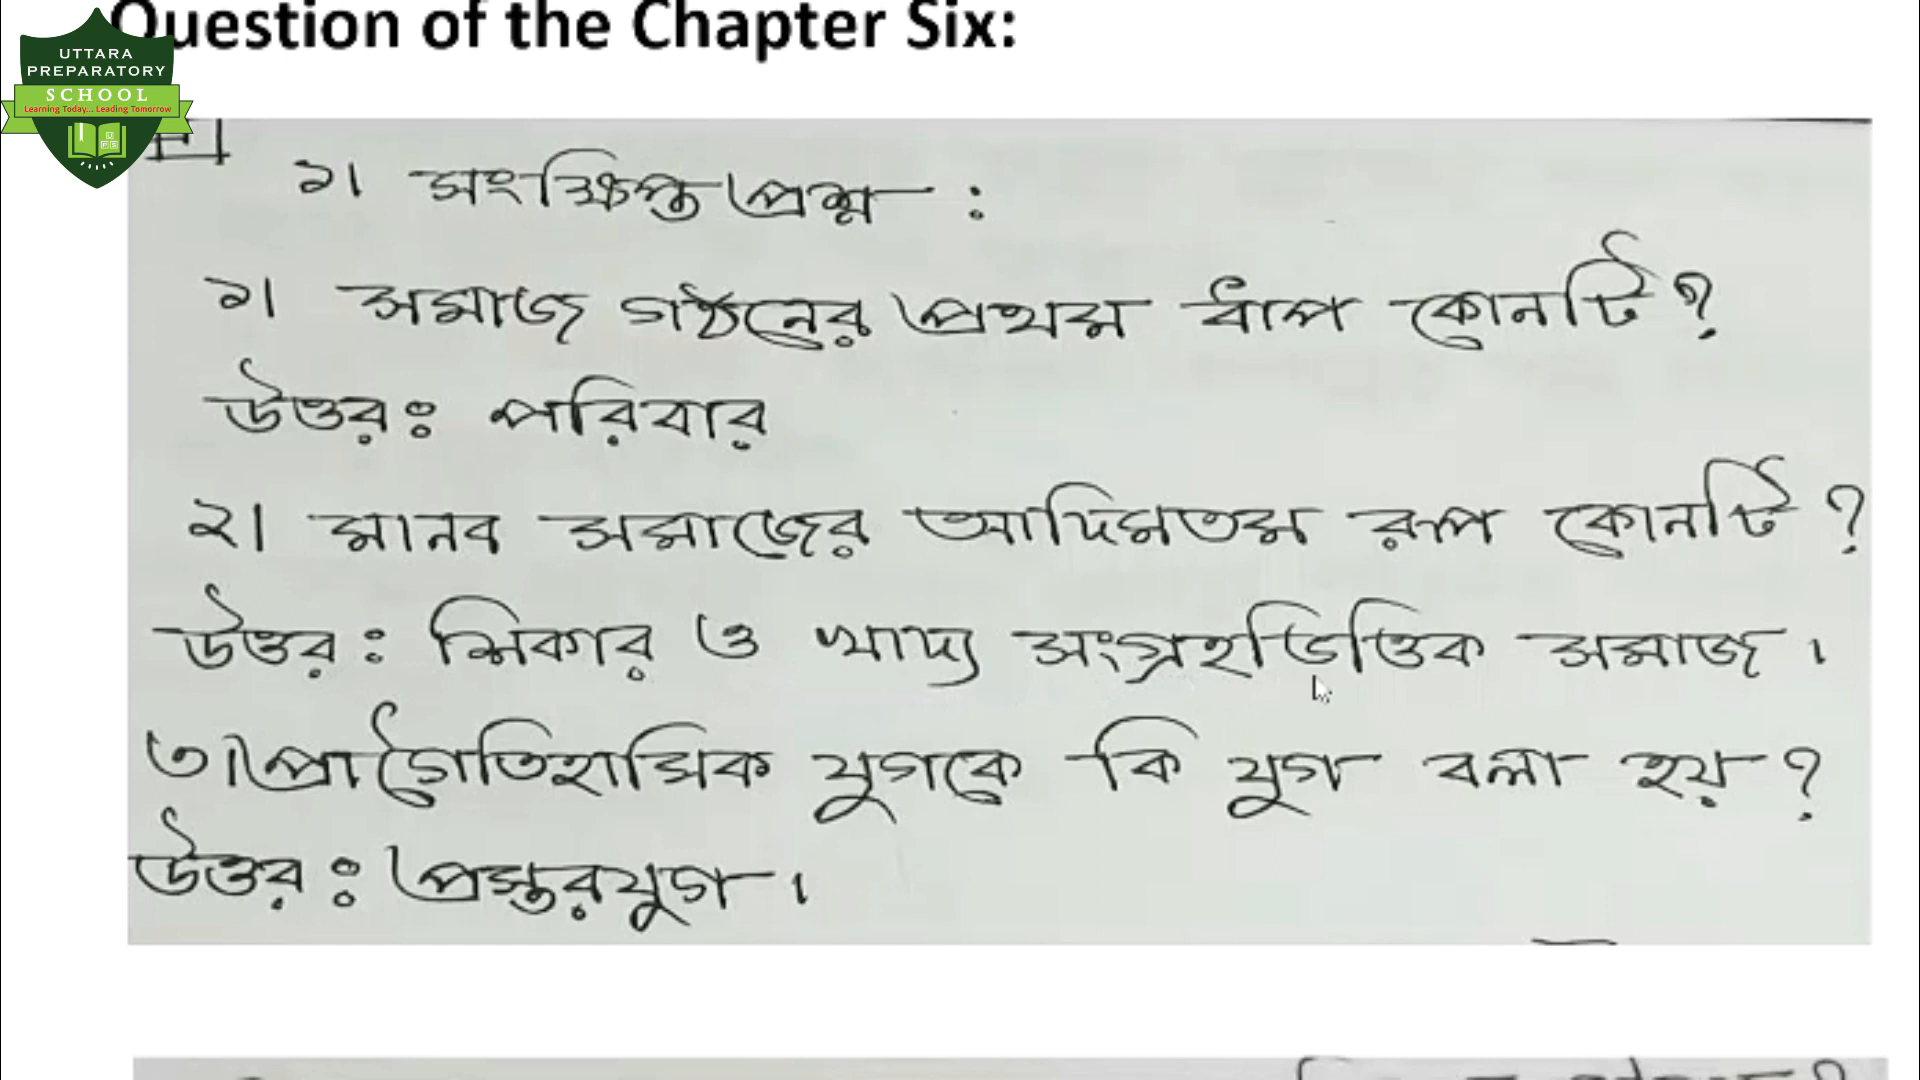 Question of the Chapter Six:
UTTARA
PREPARATORY
SCHOOL
Learning Today... Leading Tomorrow
১। সংক্ষিপ্ত প্রশ্ন :
১। সমাজ গঠনের প্রথম ধাপ কোনটি?
উত্তরঃ পরিবার
২। মানব সমাজের আদিমতম রূপ কোনটি?
উত্তর: শিকার ও খাদ্য সংগ্রহভিত্তিক সমাজ।
৩। প্রাগৈতিহাসিক যুগকে কি যুগ বলা হয়?
উত্তরঃ প্রস্তরযুগ।